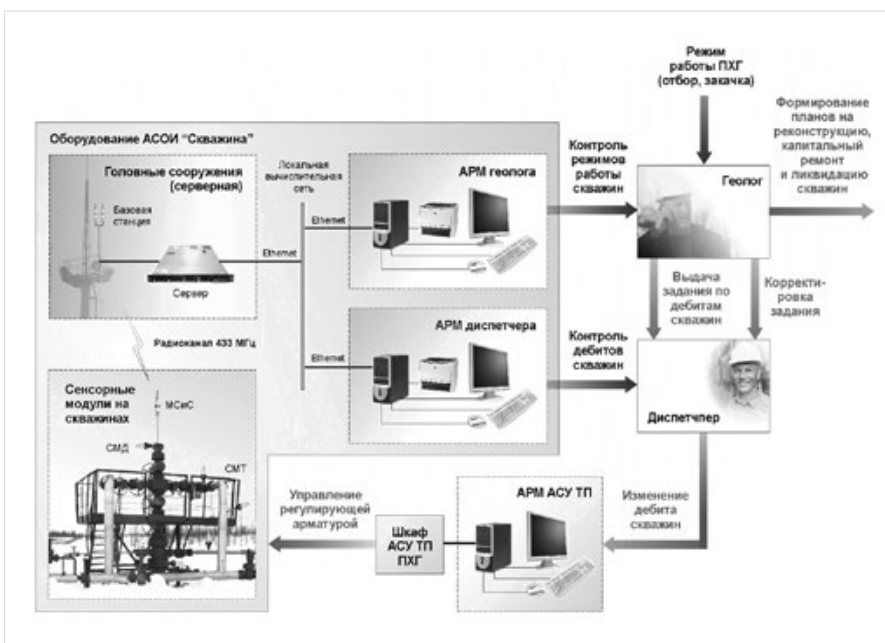 Режим
работы ПХГ
(отбор, закачка)
Формирование
планов на
реконструкцию,
капитальный
ремонт
и ликвидацию
скважин
Оборудование АСОИ "Скважина"
Головные сооружения
(серверная)
Базовая
станция
Сервер
Локальная
вычислительная
сеть
Ethernet
Ethernet
Ethernet
АРМ геолога
Контроль
режимов
работы
скважин
Геолог
Выдача
задания по
дебитам
скважин
Корректи-
ровка
задания
Радиоканал 433 МГц
АРМ диспетчера
Контроль
дебитов
скважин
Диспетчпер
Сенсорные
модули на
скважинах
МСиС
СМД
СМТ
Управление
регулирующей
арматурой
Шкаф
АСУ ТП
ПХГ
АРМ АСУ ТП
Изменение
дебита
скважин